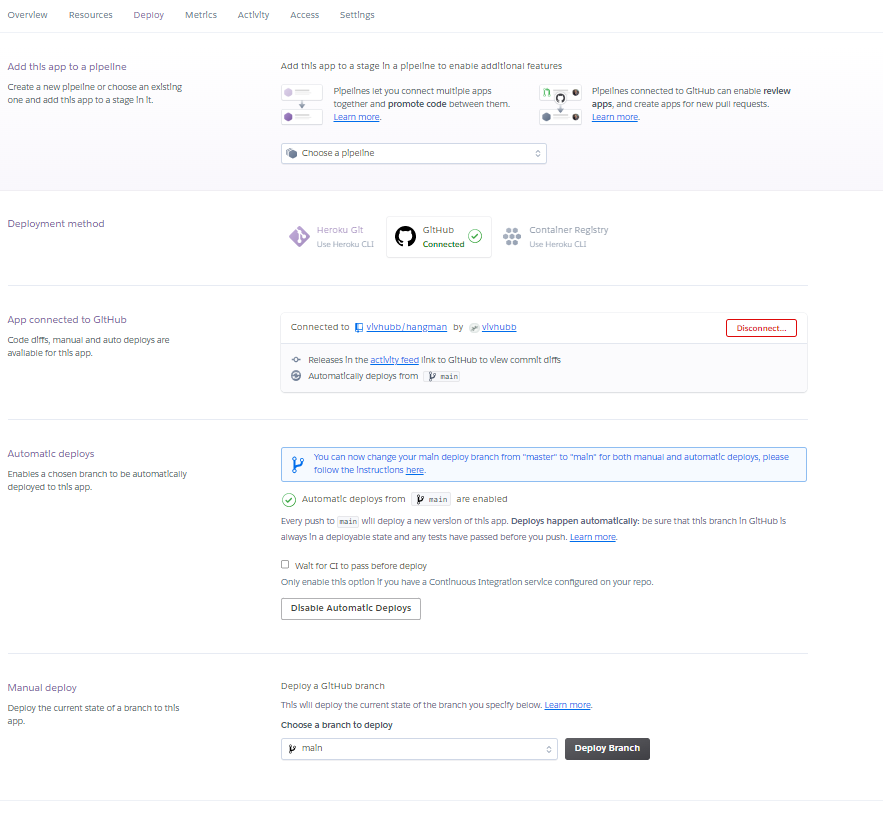 Overview Resources Deploy Metrics Activity Access Settings
Add this app to a pipeline
Create a new pipeline or choose an existing
one and add this app to a stage in it.
Add this app to a stage in a pipeline to enable additional features
Pipelines let you connect multiple apps
together and promote code between them.
Learn more.
Pipelines connected to GitHub can enable review
apps, and create apps for new pull requests.
Learn more.
Choose a pipeline
Deployment method
Heroku Git
Use Heroku CLI
GitHub
Connected
Container Registry
Use Heroku CLI
App connected to GitHub
Code diffs, manual and auto deploys are
available for this app.
Connected to vivhubb/hangman by vivhubb
Disconnect...
Releases in the activity feed link to GitHub to view commit diffs
Automatically deploys from main
Automatic deploys
Enables a chosen branch to be automatically
deployed to this app.
You can now change your main deploy branch from "master" to "main" for both manual and automatic deploys, please
follow the instructions here.
Automatic deploys from main are enabled
Every push to main will deploy a new version of this app. Deploys happen automatically: be sure that this branch in GitHub is
always in a deployable state and any tests have passed before you push. Learn more.
Wait for CI to pass before deploy
Only enable this option if you have a Continuous Integration service configured on your repo.
Disable Automatic Deploys
Manual deploy
Deploy the current state of a branch to this
app.
Deploy a GitHub branch
This will deploy the current state of the branch you specify below. Learn more.
Choose a branch to deploy
main
Deploy Branch